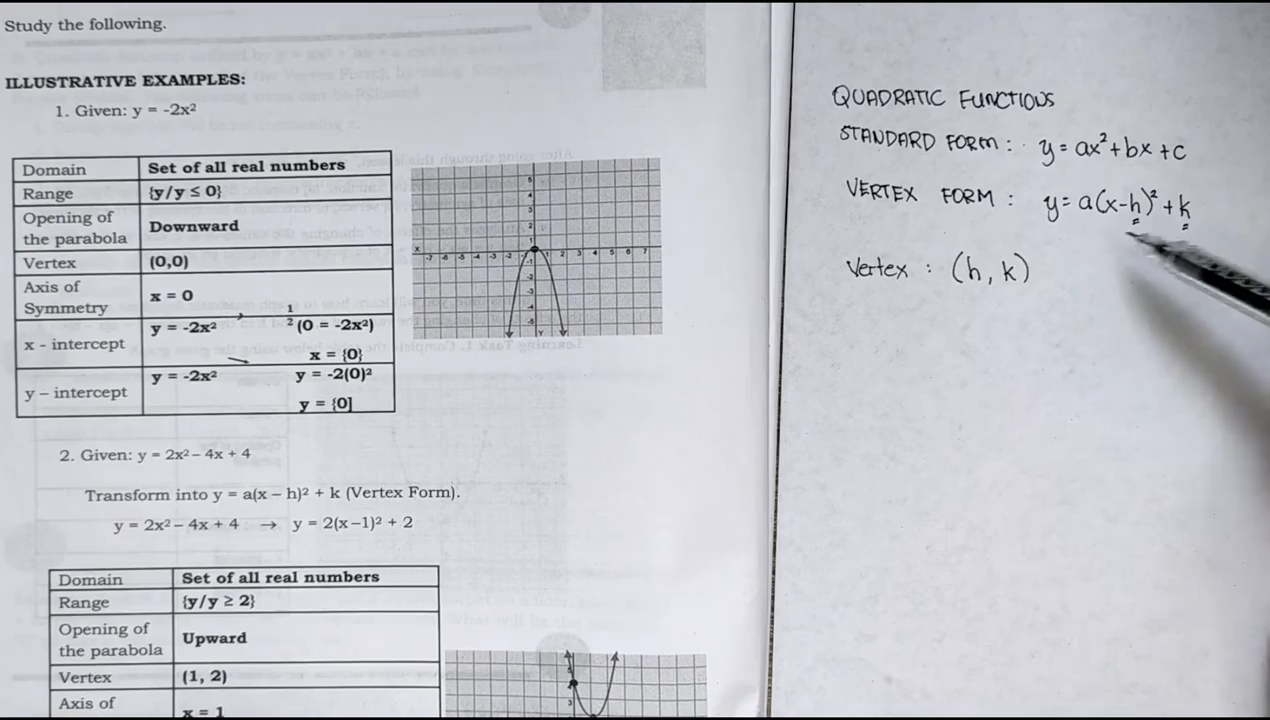 Study the following.
ILLUSTRATIVE EXAMPLES:
1. Given: y = -2x²
Domain Set of all real numbers
Range {y/y ≤ 0}
Opening of the parabola Downward
Vertex (0,0)
Axis of Symmetry x = 0
x - intercept y = -2x² → 1/2 (0 = -2x²)
x = {0}
y – intercept y = -2x² → y = -2(0)²
y = {0]
2. Given: y = 2x² – 4x + 4
Transform into y = a(x – h)² + k (Vertex Form).
y = 2x² – 4x + 4 → y = 2(x –1)² + 2
Domain Set of all real numbers
Range {y/y ≥ 2}
Opening of the parabola Upward
Vertex (1, 2)
Axis of x = 1
QUADRATIC FUNCTIONS
STANDARD FORM : y = ax² + bx + c
VERTEX FORM : y = a(x-h)² + k
Vertex : (h, k)